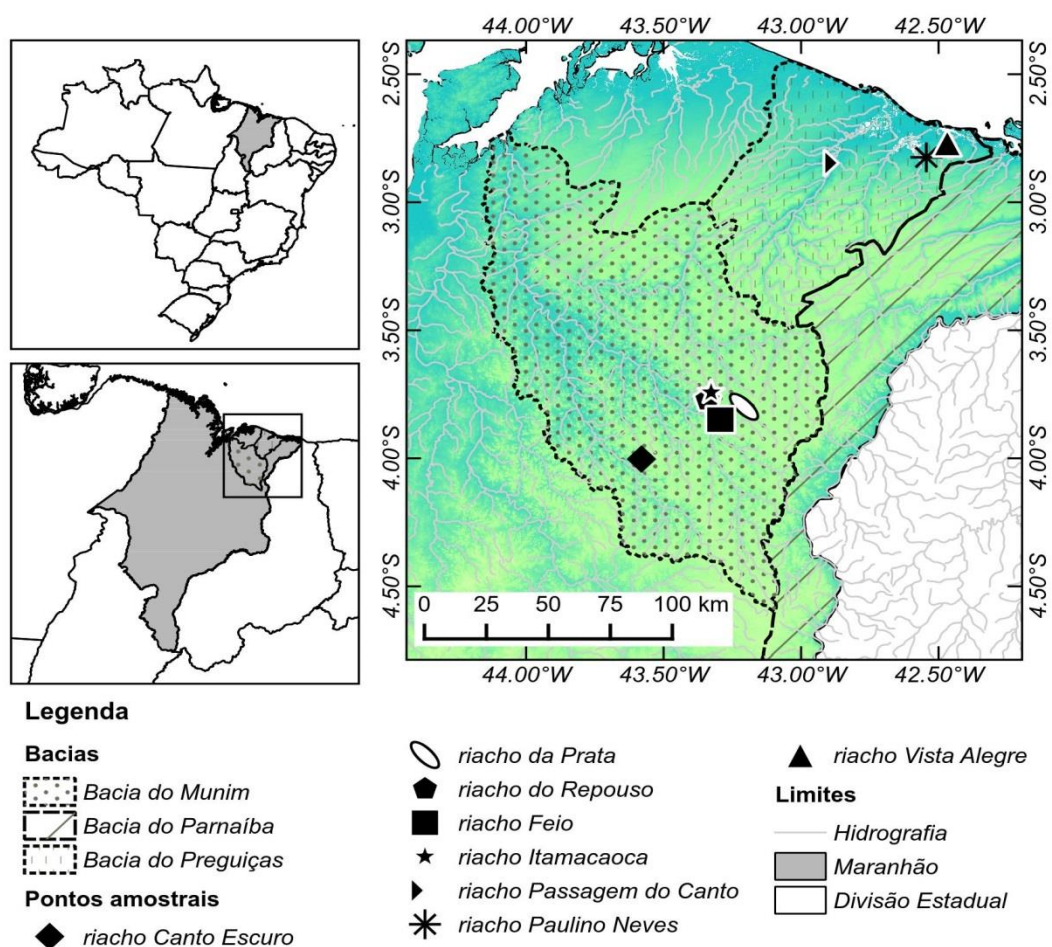 44.00°W 43.50°W 43.00°W 42.50°W
2.50°S 2.50°S
3.00°S 3.00°S
3.50°S 3.50°S
4.00°S 4.00°S
4.50°S 4.50°S
0 25 50 75 100 km
44.00°W 43.50°W 43.00°W 42.50°W
Legenda
Bacias
Bacia do Munim
Bacia do Parnaíba
Bacia do Preguiças
Pontos amostrais
riacho Canto Escuro
riacho da Prata
riacho do Repouso
riacho Feio
riacho Itamacaoca
riacho Passagem do Canto
riacho Paulino Neves
riacho Vista Alegre
Limites
Hidrografia
Maranhão
Divisão Estadual